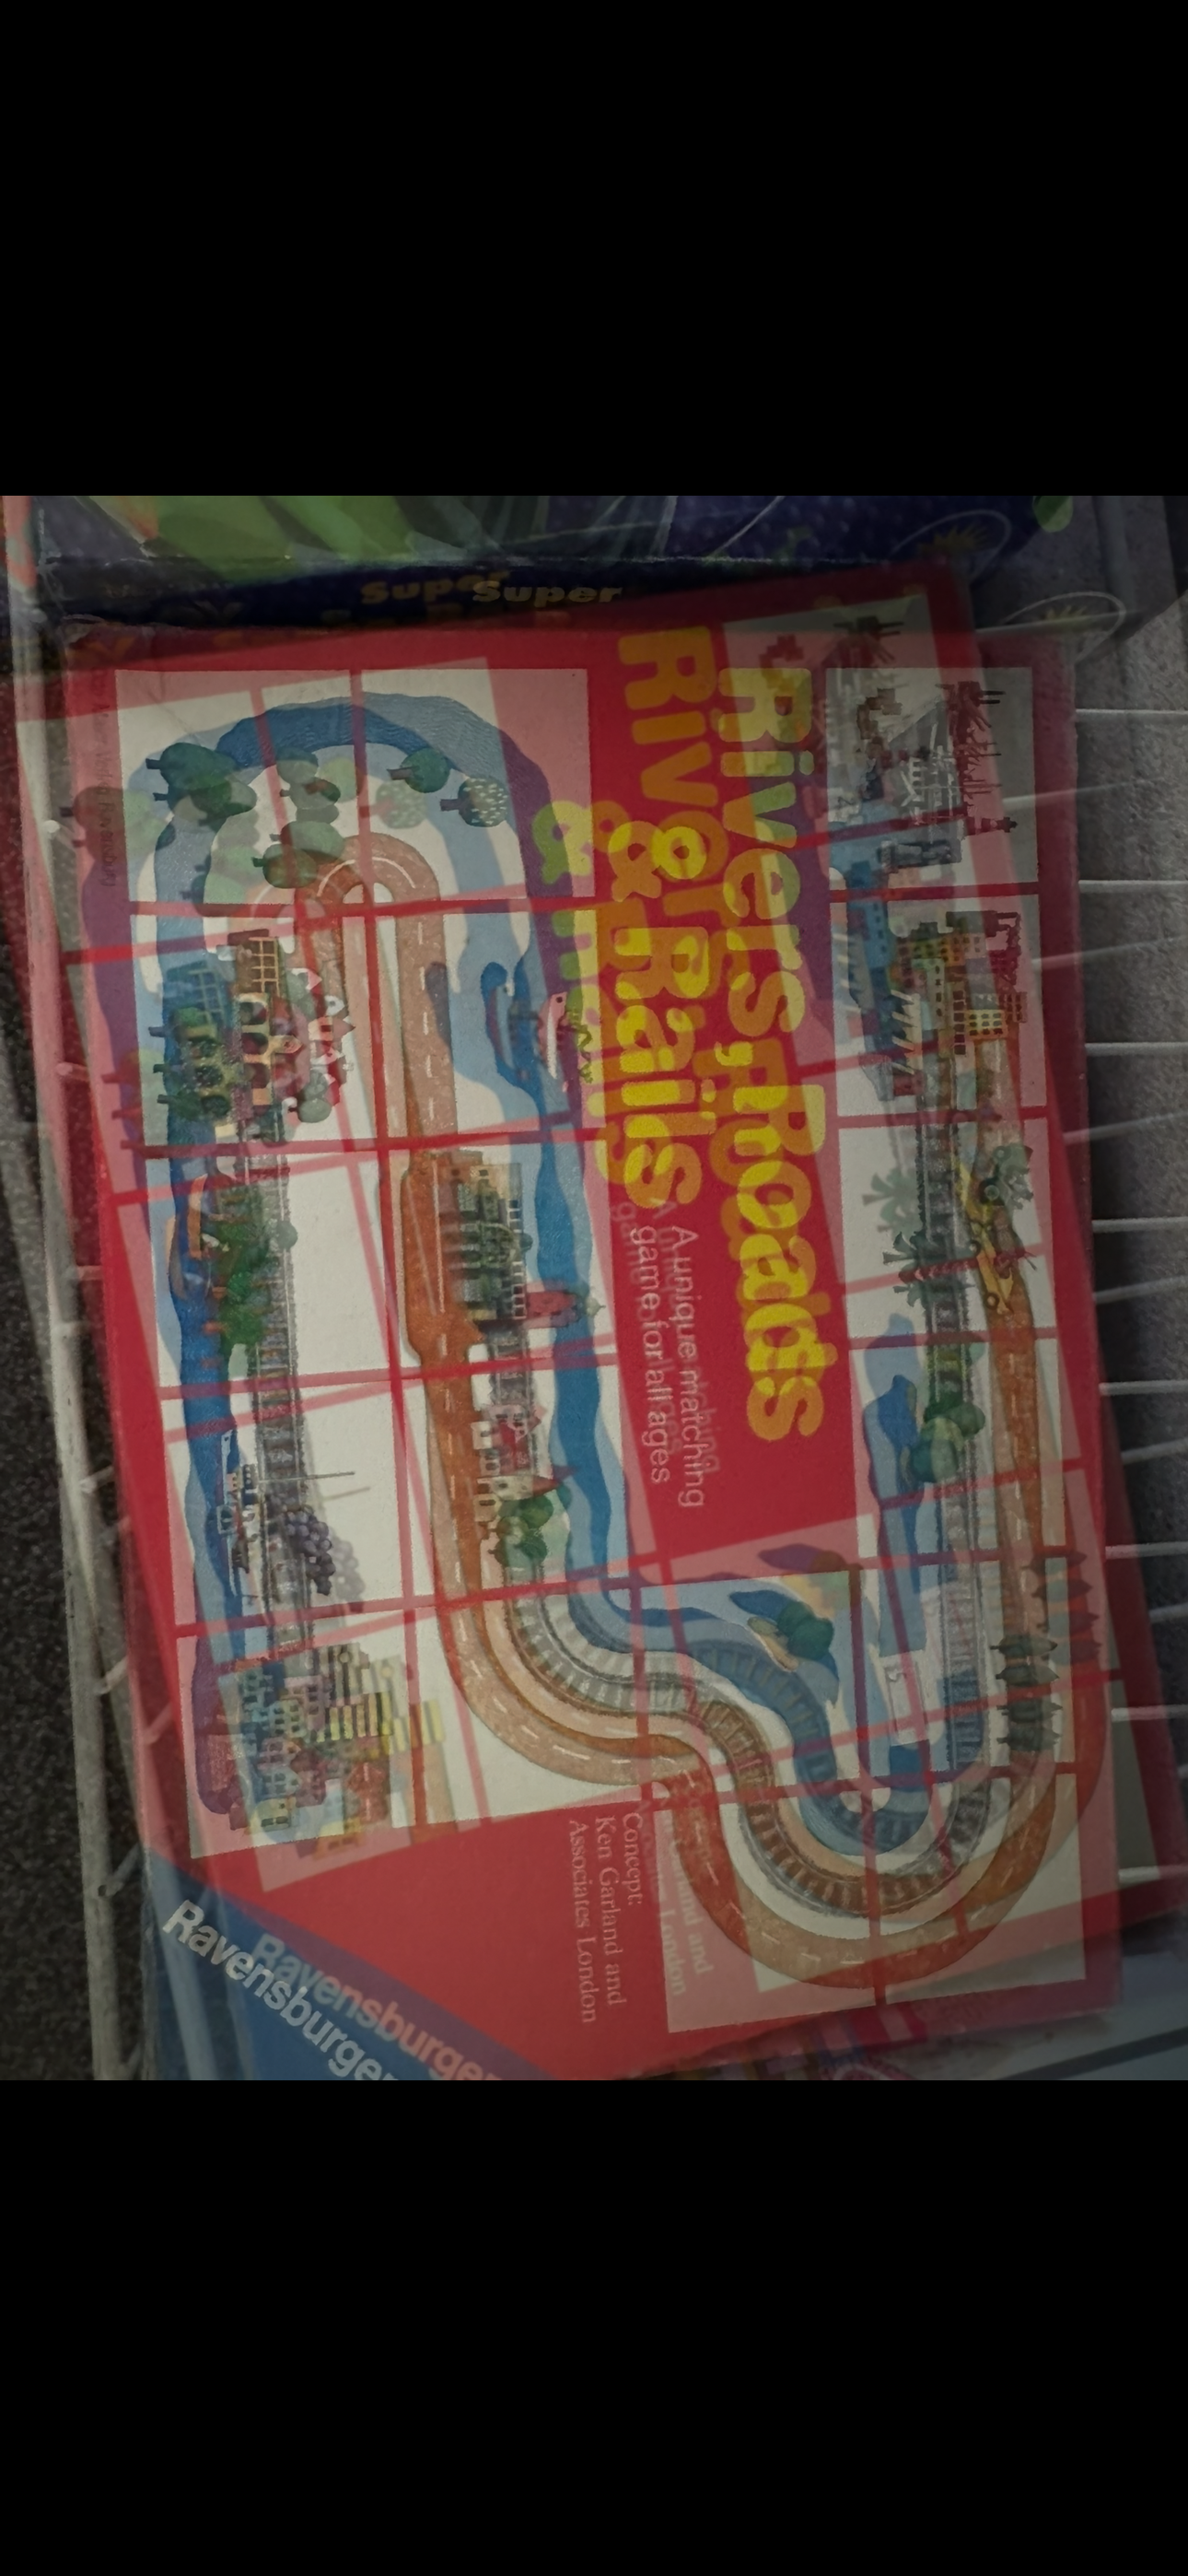 Super
Rivers, Roads
& Rails
A unique matching
game for all ages
Concept:
Ken Garland and
Associates London
Ravensburger